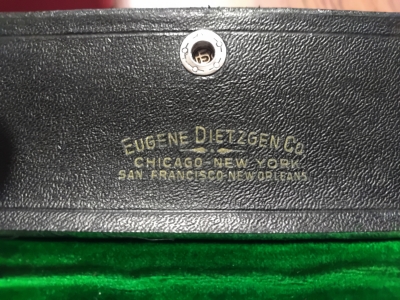 EUGENE DIETZGEN CO.
CHICAGO-NEW YORK
SAN FRANCISCO-NEW ORLEANS